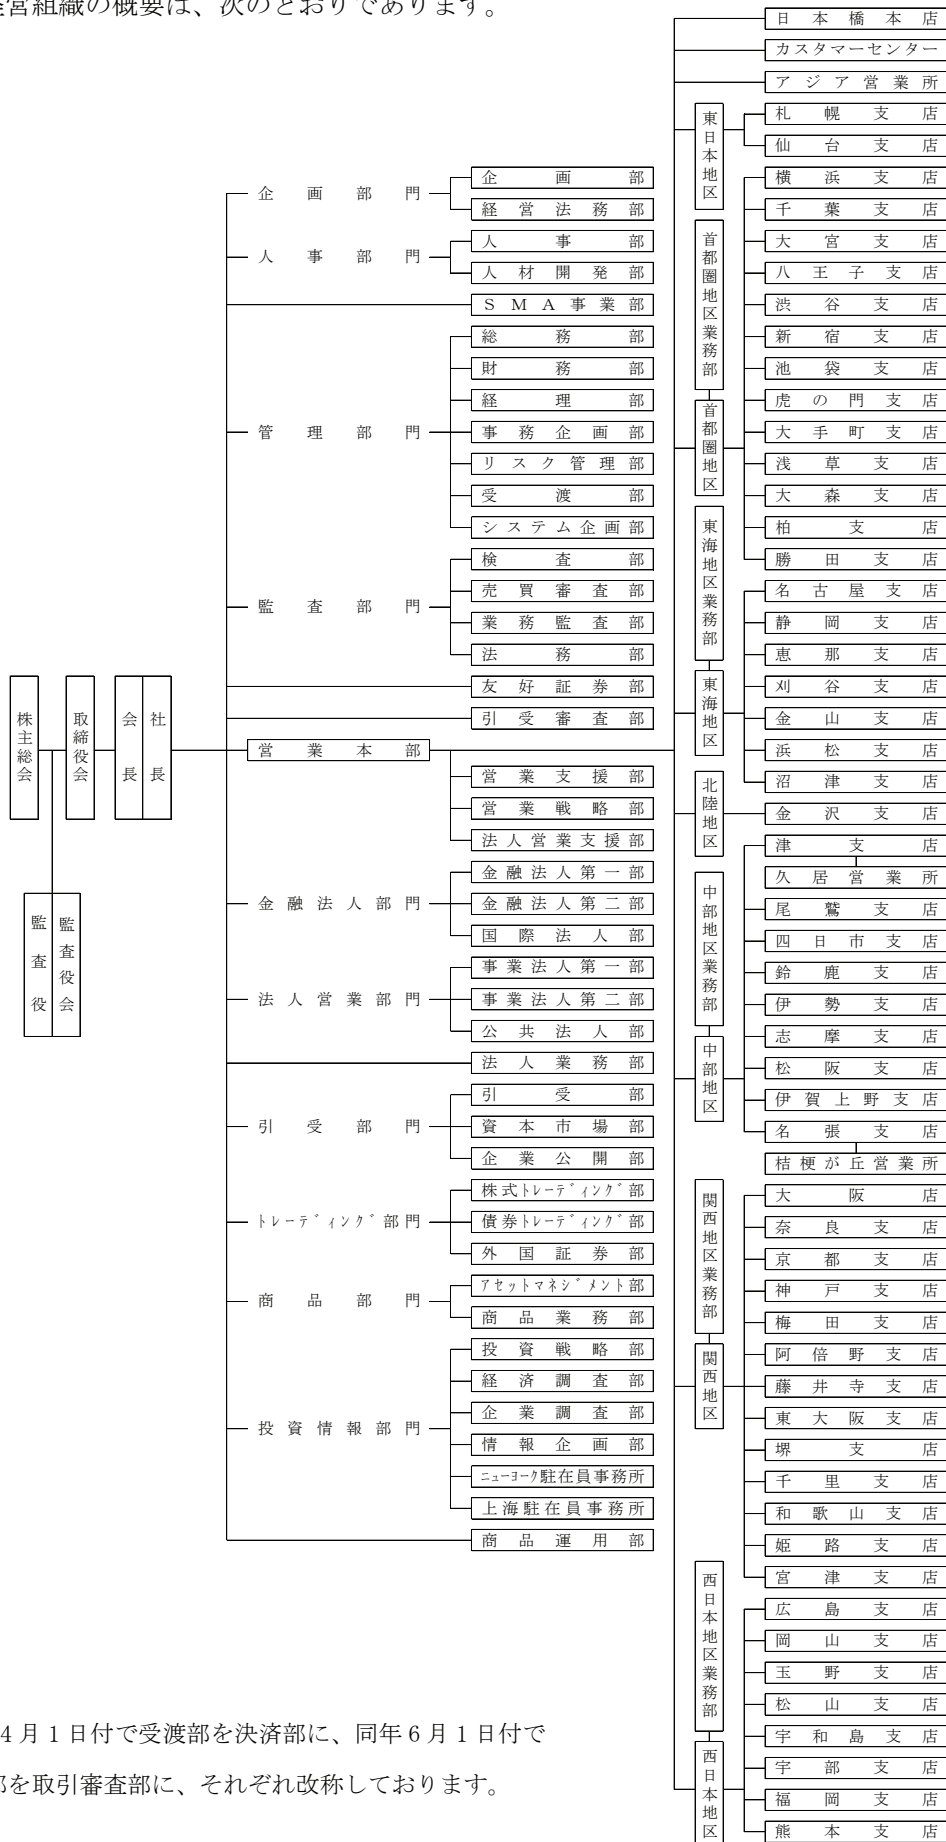 経営組織の概要は、次のとおりであります。
株主総会
取締役会
会長
社長
監査役
監査役会
企画部門
企画部
経営法務部
人事部門
人事部
人材開発部
ＳＭＡ事業部
管理部門
総務部
財務部
経理部
事務企画部
リスク管理部
受渡部
システム企画部
監査部門
検査部
売買審査部
業務監査部
法務部
友好証券部
引受審査部
営業本部
営業支援部
営業戦略部
法人営業支援部
金融法人部門
金融法人第一部
金融法人第二部
国際法人部
法人営業部門
事業法人第一部
事業法人第二部
公共法人部
法人業務部
引受部門
引受部
資本市場部
企業公開部
ﾄﾚｰﾃﾞｨﾝｸﾞ部門
株式ﾄﾚｰﾃﾞｨﾝｸﾞ部
債券ﾄﾚｰﾃﾞｨﾝｸﾞ部
外国証券部
商品部門
ｱｾｯﾄﾏﾈｼﾞﾒﾝﾄ部
商品業務部
投資情報部門
投資戦略部
経済調査部
企業調査部
情報企画部
ﾆｭｰﾖｰｸ駐在員事務所
上海駐在員事務所
商品運用部
日本橋本店
カスタマーセンター
アジア営業所
東日本地区
札幌支店
仙台支店
首都圏地区業務部
首都圏地区
横浜支店
千葉支店
大宮支店
八王子支店
渋谷支店
新宿支店
池袋支店
虎の門支店
大手町支店
浅草支店
大森支店
柏支店
勝田支店
東海地区業務部
東海地区
名古屋支店
静岡支店
恵那支店
刈谷支店
金山支店
浜松支店
沼津支店
北陸地区
金沢支店
中部地区業務部
中部地区
津支店
久居営業所
尾鷲支店
四日市支店
鈴鹿支店
伊勢支店
志摩支店
松阪支店
伊賀上野支店
名張支店
桔梗が丘営業所
関西地区業務部
関西地区
大阪店
奈良支店
京都支店
神戸支店
梅田支店
阿倍野支店
藤井寺支店
東大阪支店
堺支店
千里支店
和歌山支店
姫路支店
宮津支店
西日本地区業務部
西日本地区
広島支店
岡山支店
玉野支店
松山支店
宇和島支店
宇部支店
福岡支店
熊本支店
4月1日付で受渡部を決済部に、同年6月1日付で
部を取引審査部に、それぞれ改称しております。